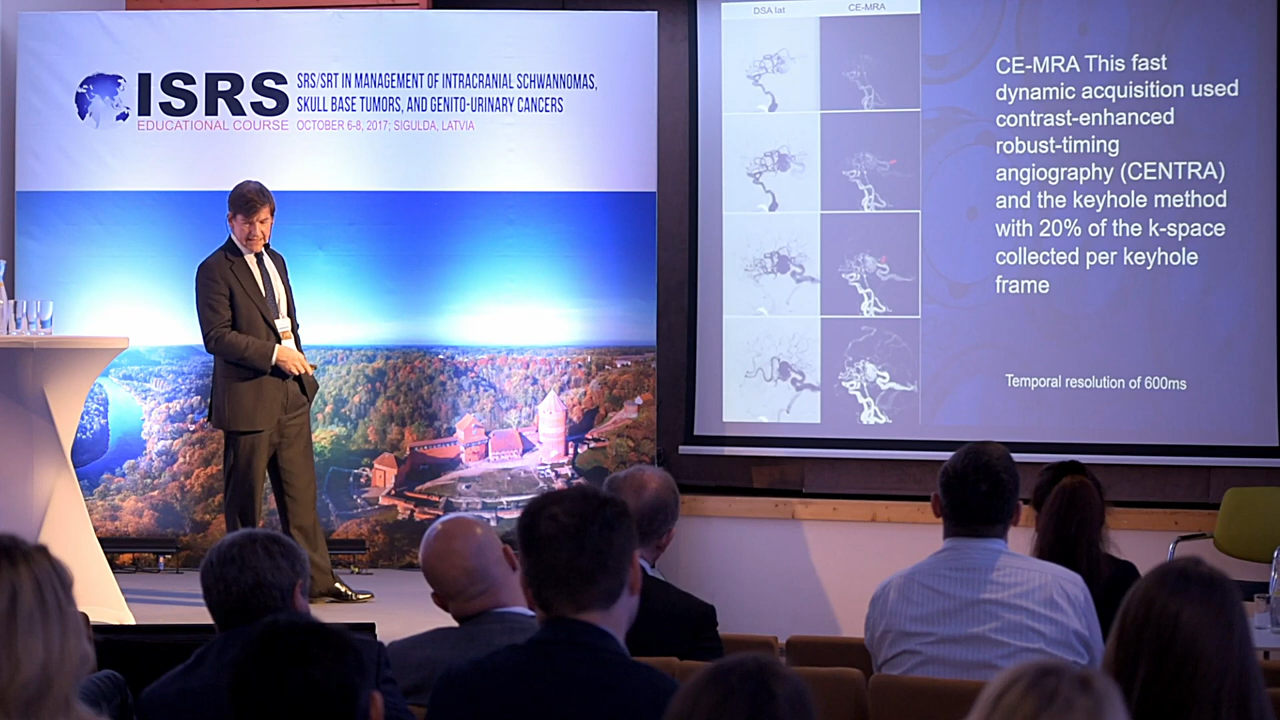 ISRS
EDUCATIONAL COURSE
SRS/SRT IN MANAGEMENT OF INTRACRANIAL SCHWANNOMAS,
SKULL BASE TUMORS, AND GENITO-URINARY CANCERS
OCTOBER 6-8, 2017; SIGULDA, LATVIA
DSA lat
CE-MRA
CE-MRA This fast
dynamic acquisition used
contrast-enhanced
robust-timing
angiography (CENTRA)
and the keyhole method
with 20% of the k-space
collected per keyhole
frame
Temporal resolution of 600ms